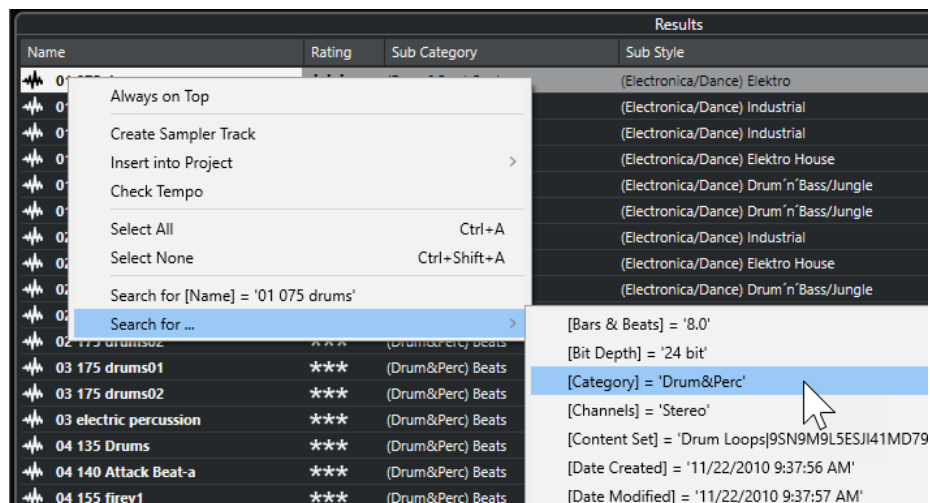 Results
Name Rating Sub Category Sub Style
(Electronica/Dance) Elektro
(Electronica/Dance) Industrial
(Electronica/Dance) Industrial
(Electronica/Dance) Elektro House
(Electronica/Dance) Drum´n´Bass/Jungle
(Electronica/Dance) Drum´n´Bass/Jungle
(Electronica/Dance) Industrial
(Electronica/Dance) Elektro House
(Electronica/Dance) Drum´n´Bass/Jungle
Always on Top
Create Sampler Track
Insert into Project
Check Tempo
Select All Ctrl+A
Select None Ctrl+Shift+A
Search for [Name] = '01 075 drums'
Search for ...
[Bars & Beats] = '8.0'
[Bit Depth] = '24 bit'
[Category] = 'Drum&Perc'
[Channels] = 'Stereo'
[Content Set] = 'Drum Loops|9SN9M9L5ESJI41MD79
[Date Created] = '11/22/2010 9:37:56 AM'
[Date Modified] = '11/22/2010 9:37:57 AM'
02 175 drums02 *** (Drum&Perc) Beats
03 175 drums01 *** (Drum&Perc) Beats
03 175 drums02 *** (Drum&Perc) Beats
03 electric percussion *** (Drum&Perc) Beats
04 135 Drums *** (Drum&Perc) Beats
04 140 Attack Beat-a *** (Drum&Perc) Beats
04 155 firey1 *** (Drum&Perc) Beats